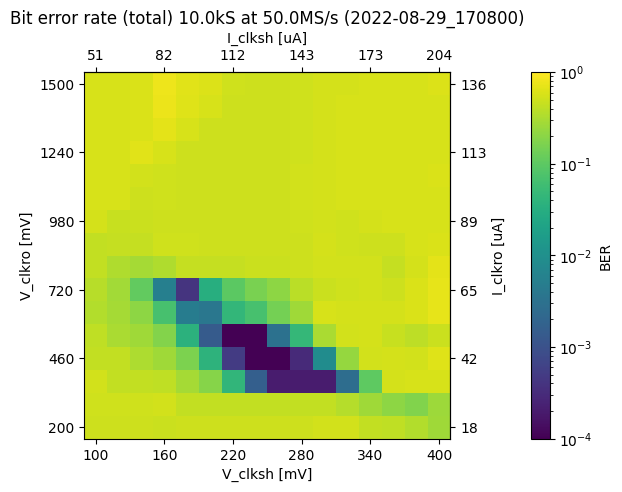 Bit error rate (total) 10.0kS at 50.0MS/s (2022-08-29_170800)
I_clksh [uA]
51 82 112 143 173 204
1500 136
1240 113
980 89
720 65
460 42
200 18
V_clkro [mV]
I_clkro [uA]
100 160 220 280 340 400
V_clksh [mV]
10^0
10^-1
10^-2
10^-3
10^-4
BER